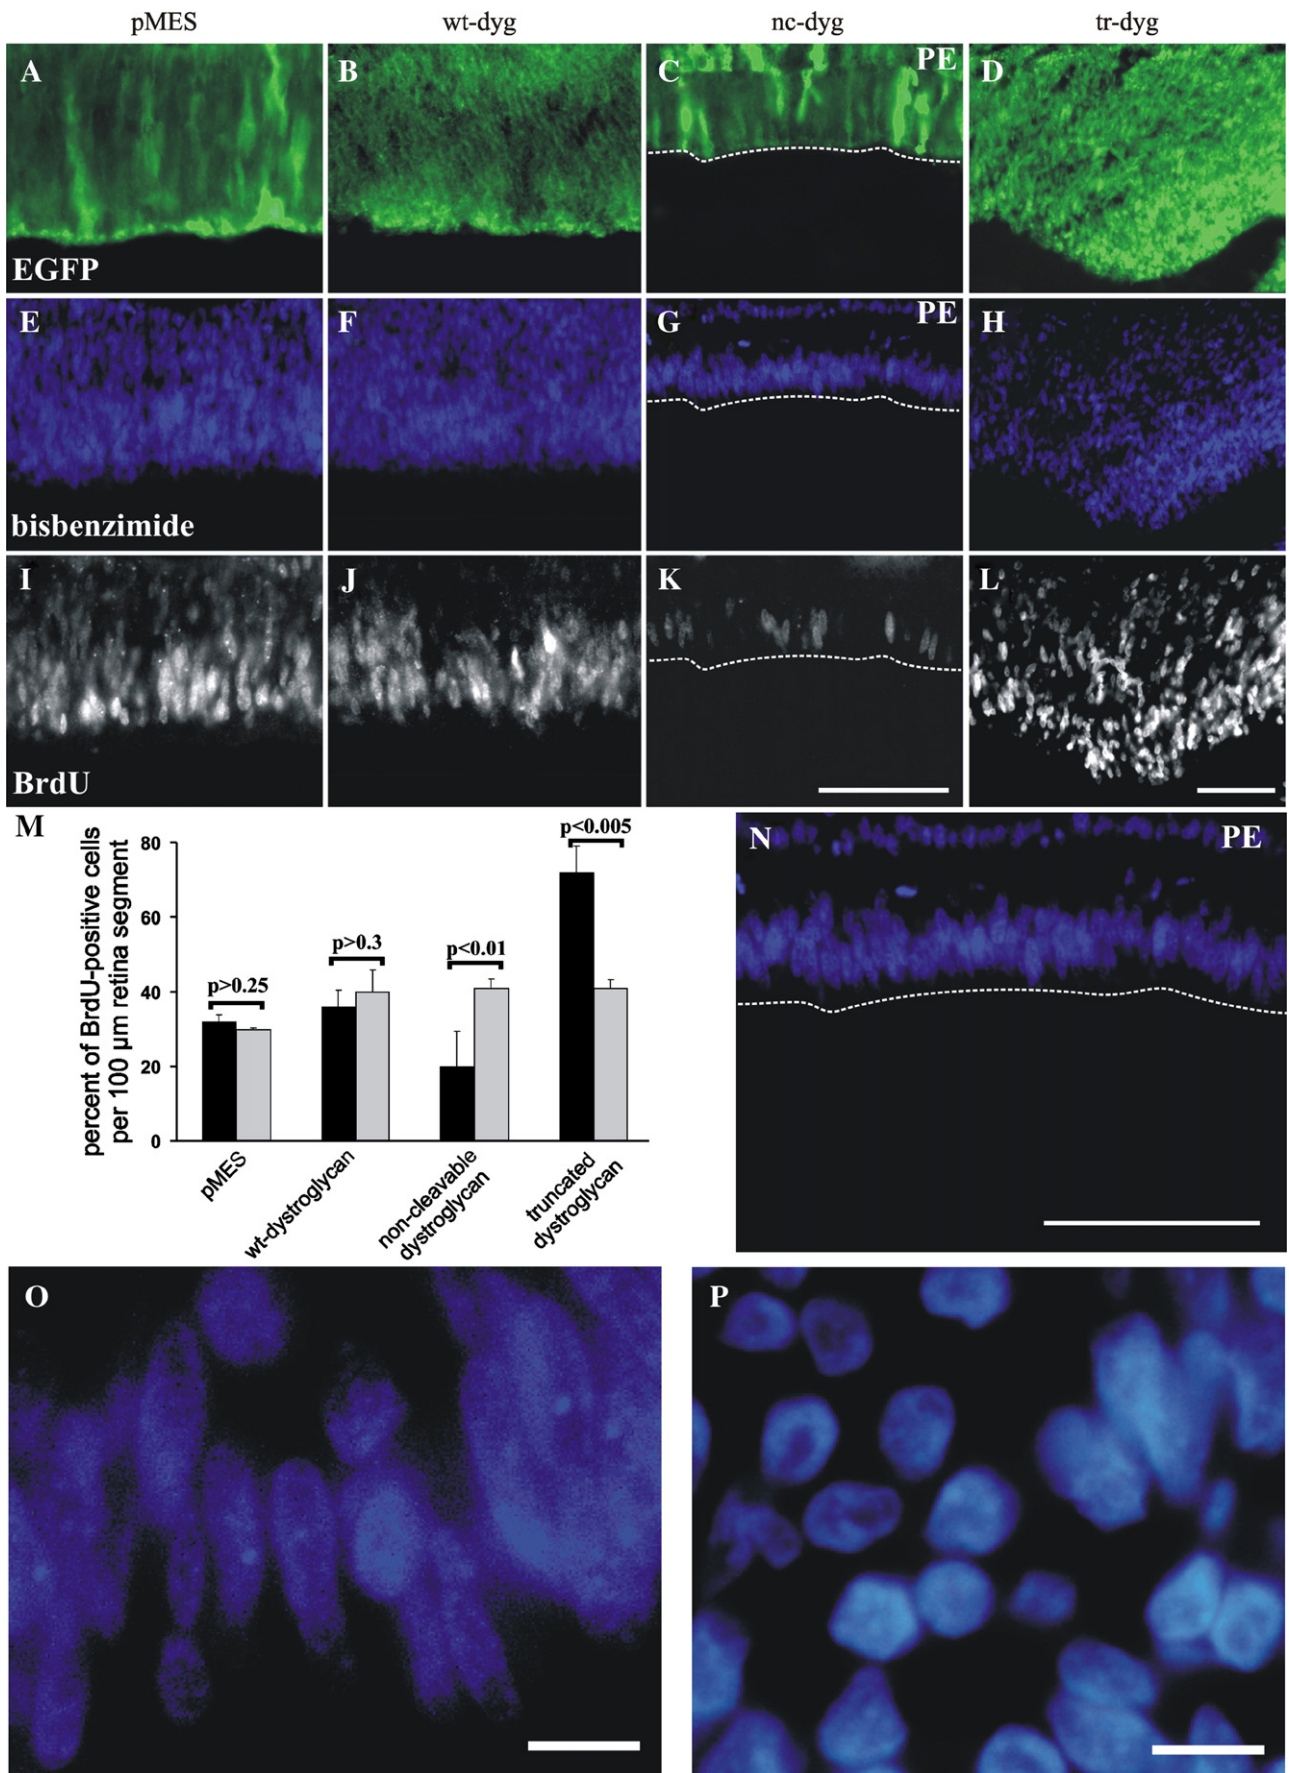 pMES wt-dyg nc-dyg tr-dyg
A B C PE D
EGFP
E F G PE H
bisbenzimide
I J K L
BrdU
M
percent of BrdU-positive cells
per 100 µm retina segment
80
60
40
20
0
p>0.25
p>0.3
p<0.01
p<0.005
pMES
wt-dystroglycan
non-cleavable
dystroglycan
truncated
dystroglycan
N PE
O P